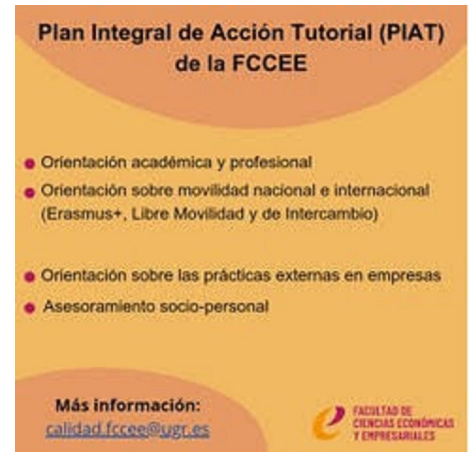 Plan Integral de Acción Tutorial (PIAT)
de la FCCEE
Orientación académica y profesional
Orientación sobre movilidad nacional e internacional
(Erasmus+, Libre Movilidad y de Intercambio)
Orientación sobre las prácticas externas en empresas
Asesoramiento socio-personal
Más información:
calidad.fccee@ugr.es
FACULTAD DE
CIENCIAS ECONÓMICAS
Y EMPRESARIALES